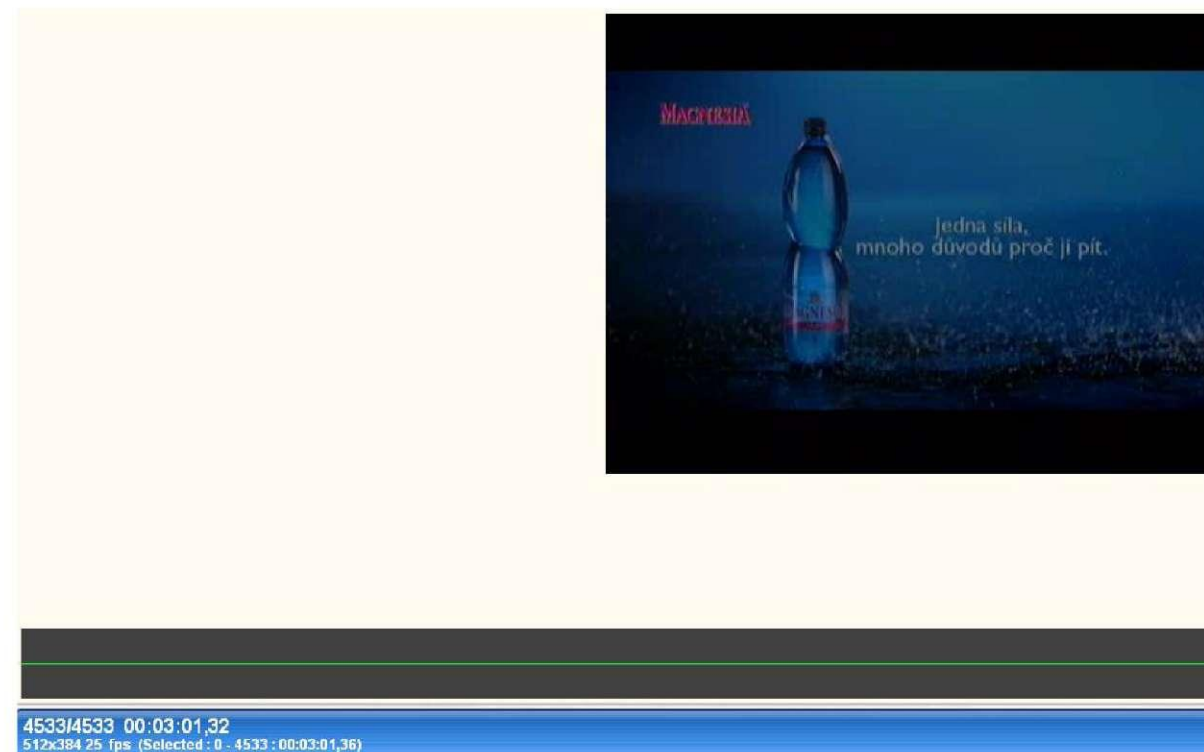 MAGNESIA
jedna síla,
mnoho důvodů proč ji pít.
4533/4533 00:03:01,32
512x384 25 fps (Selected : 0 - 4533 : 00:03:01,36)